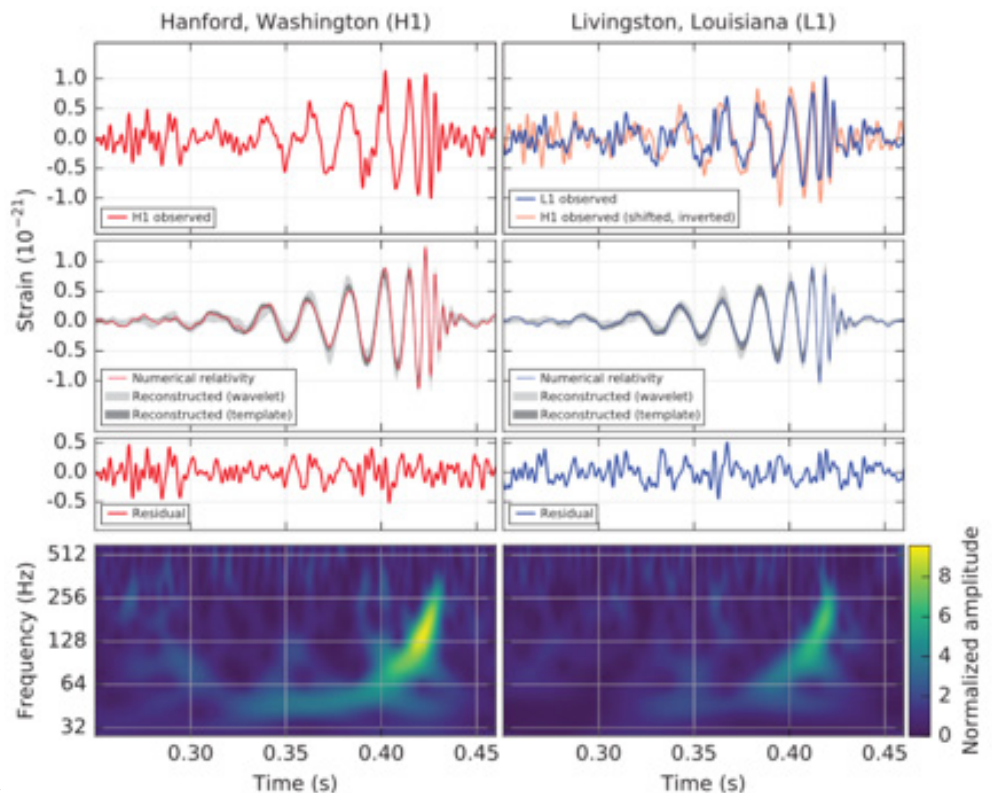 Hanford, Washington (H1)
Livingston, Louisiana (L1)
Strain (10⁻²¹)
1.0
0.5
0.0
-0.5
-1.0
H1 observed
L1 observed
H1 observed (shifted, inverted)
1.0
0.5
0.0
-0.5
-1.0
Numerical relativity
Reconstructed (wavelet)
Reconstructed (template)
Numerical relativity
Reconstructed (wavelet)
Reconstructed (template)
0.5
0.0
-0.5
Residual
Residual
Frequency (Hz)
512
256
128
64
32
Normalized amplitude
8
6
4
2
0
0.30 0.35 0.40 0.45
0.30 0.35 0.40 0.45
Time (s)
Time (s)